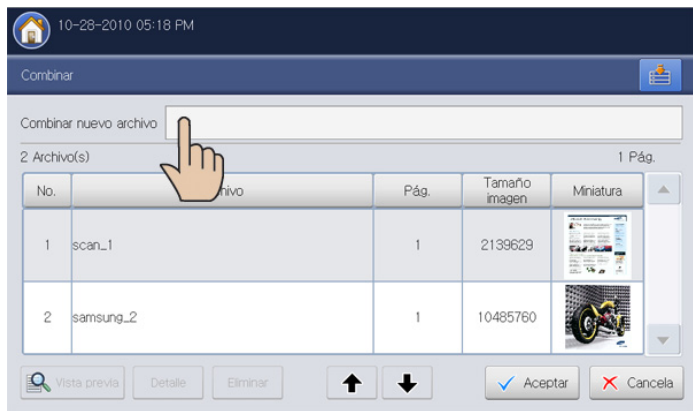 10-28-2010 05:18 PM
Combinar
Combinar nuevo archivo
2 Archivo(s) 1 Pág.
No. Pág. Tamaño imagen Miniatura
1 scan_1 1 2139629
2 samsung_2 1 10485760
Vista previa Detalle Eliminar Aceptar Cancela